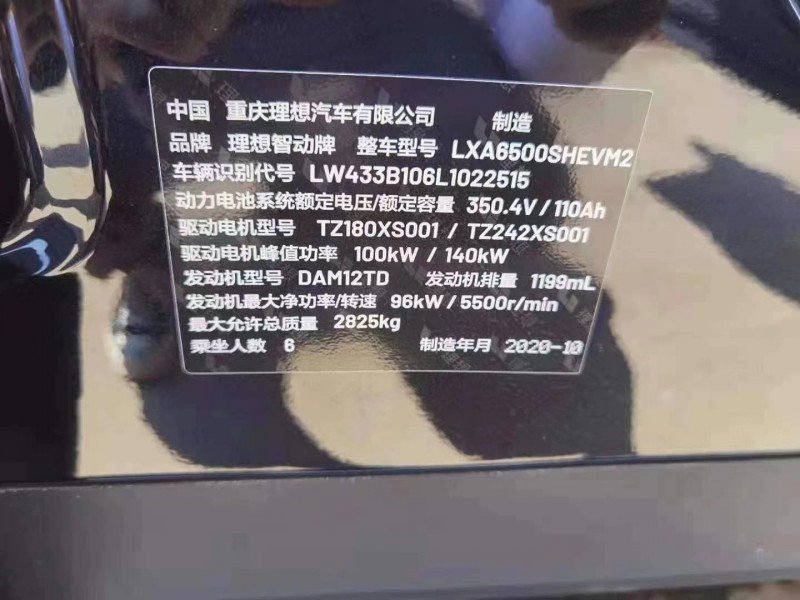 中国 重庆理想汽车有限公司 制造
品牌 理想智动牌 整车型号 LXA6500SHEVM2
车辆识别代号 LW433B106L1022515
动力电池系统额定电压/额定容量 350.4V / 110Ah
驱动电机型号 TZ180XS001 / TZ242XS001
驱动电机峰值功率 100kW / 140kW
发动机型号 DAM12TD 发动机排量 1199mL
发动机最大净功率/转速 96kW / 5500r/min
最大允许总质量 2825kg
乘坐人数 6 制造年月 2020-10